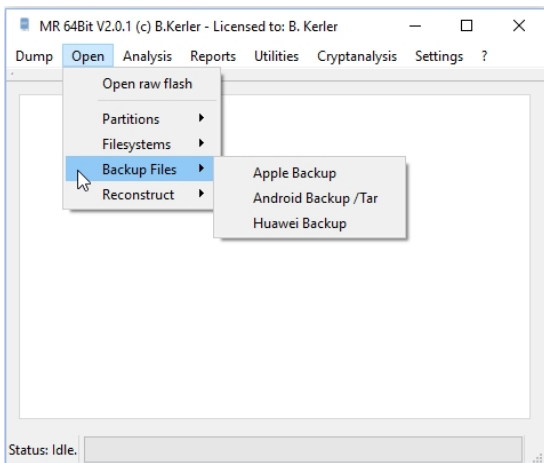 MR 64Bit V2.0.1 (c) B.Kerler - Licensed to: B. Kerler
Dump Open Analysis Reports Utilities Cryptanalysis Settings ?
Open raw flash
Partitions
Filesystems
Backup Files
Reconstruct
Apple Backup
Android Backup /Tar
Huawei Backup
Status: Idle.